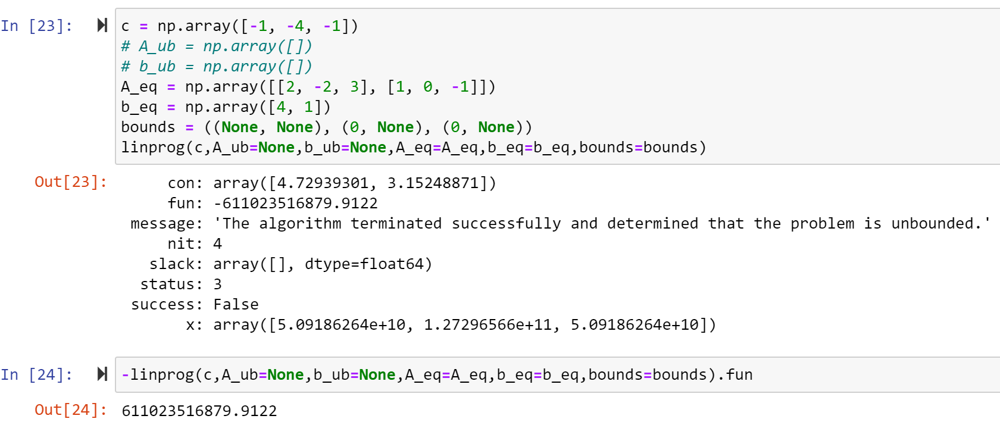 In [23]: c = np.array([-1, -4, -1])
# A_ub = np.array([])
# b_ub = np.array([])
A_eq = np.array([[2, -2, 3], [1, 0, -1]])
b_eq = np.array([4, 1])
bounds = ((None, None), (0, None), (0, None))
linprog(c,A_ub=None,b_ub=None,A_eq=A_eq,b_eq=b_eq,bounds=bounds)
Out[23]: con: array([4.72939301, 3.15248871])
fun: -611023516879.9122
message: 'The algorithm terminated successfully and determined that the problem is unbounded.'
nit: 4
slack: array([], dtype=float64)
status: 3
success: False
x: array([5.09186264e+10, 1.27296566e+11, 5.09186264e+10])
In [24]: -linprog(c,A_ub=None,b_ub=None,A_eq=A_eq,b_eq=b_eq,bounds=bounds).fun
Out[24]: 611023516879.9122